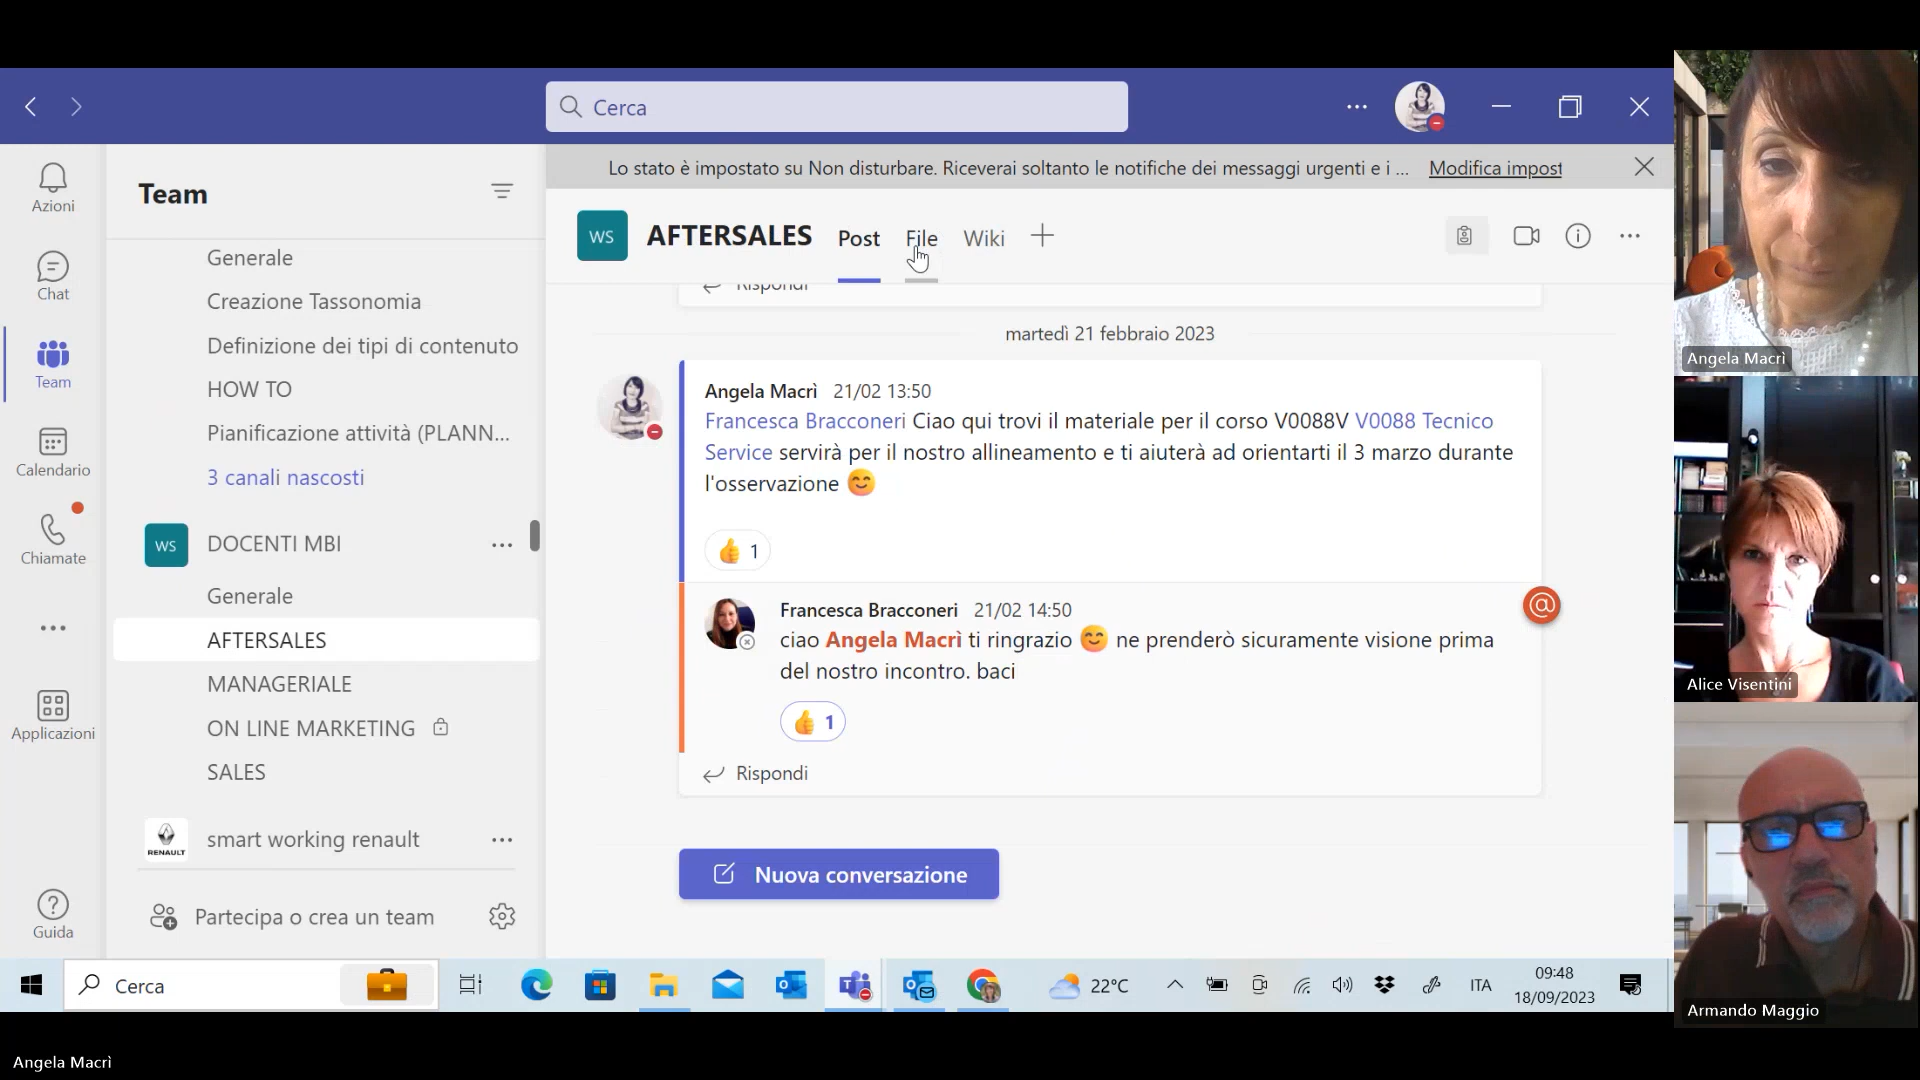 Cerca
Lo stato è impostato su Non disturbare. Riceverai soltanto le notifiche dei messaggi urgenti e i ... Modifica impost
Azioni
Chat
Team
Calendario
Chiamate
Applicazioni
Guida
Team
Generale
Creazione Tassonomia
Definizione dei tipi di contenuto
HOW TO
Pianificazione attività (PLANN...
3 canali nascosti
WS DOCENTI MBI
Generale
AFTERSALES
MANAGERIALE
ON LINE MARKETING
SALES
RENAULT smart working renault
Partecipa o crea un team
WS AFTERSALES Post File Wiki
Rispondi
martedì 21 febbraio 2023
Angela Macrì 21/02 13:50
Francesca Bracconeri Ciao qui trovi il materiale per il corso V0088V V0088 Tecnico
Service servirà per il nostro allineamento e ti aiuterà ad orientarti il 3 marzo durante
l'osservazione 😊
👍 1
Francesca Bracconeri 21/02 14:50
@
ciao Angela Macrì ti ringrazio 😊 ne prenderò sicuramente visione prima
del nostro incontro. baci
👍 1
Rispondi
Nuova conversazione
Angela Macrì
Alice Visentini
Armando Maggio
Cerca
22°C
ITA
09:48
18/09/2023
Angela Macrì